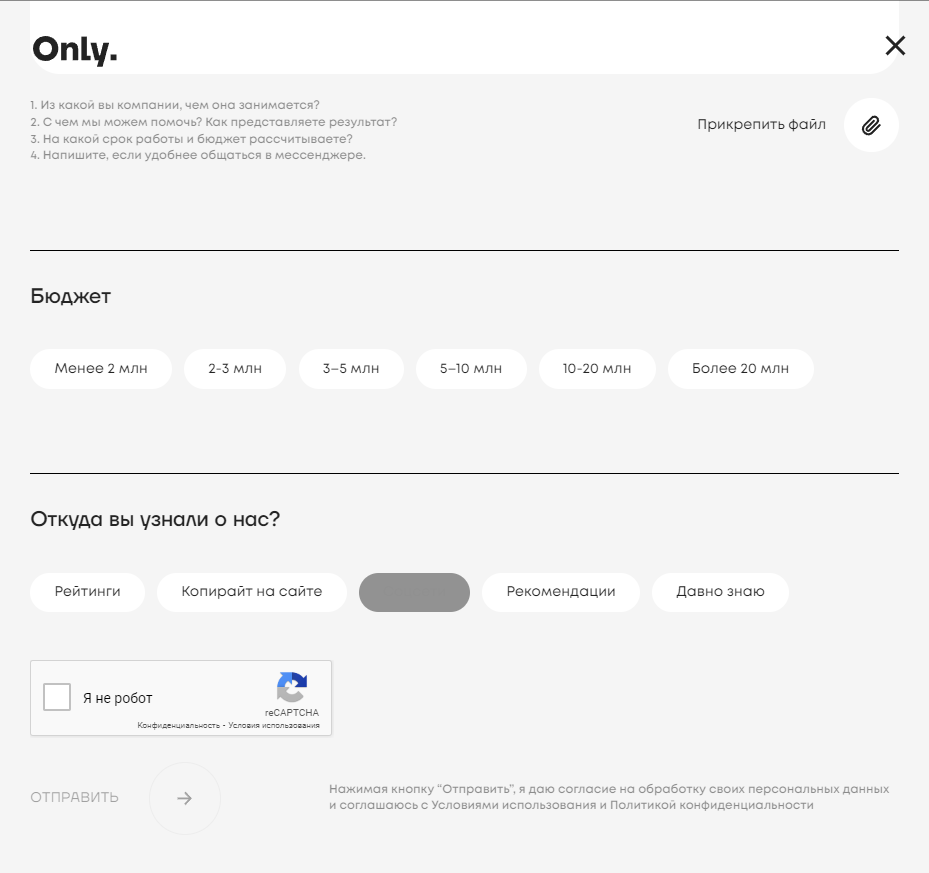 Only.
1. Из какой вы компании, чем она занимается?
2. С чем мы можем помочь? Как представляете результат?
3. На какой срок работы и бюджет рассчитываете?
4. Напишите, если удобнее общаться в мессенджере.
Прикрепить файл
Бюджет
Менее 2 млн
2-3 млн
3–5 млн
5–10 млн
10-20 млн
Более 20 млн
Откуда вы узнали о нас?
Рейтинги
Копирайт на сайте
Рекомендации
Давно знаю
Я не робот
reCAPTCHA
Конфиденциальность - Условия использования
ОТПРАВИТЬ
Нажимая кнопку “Отправить”, я даю согласие на обработку своих персональных данных
и соглашаюсь с Условиями использования и Политикой конфиденциальности